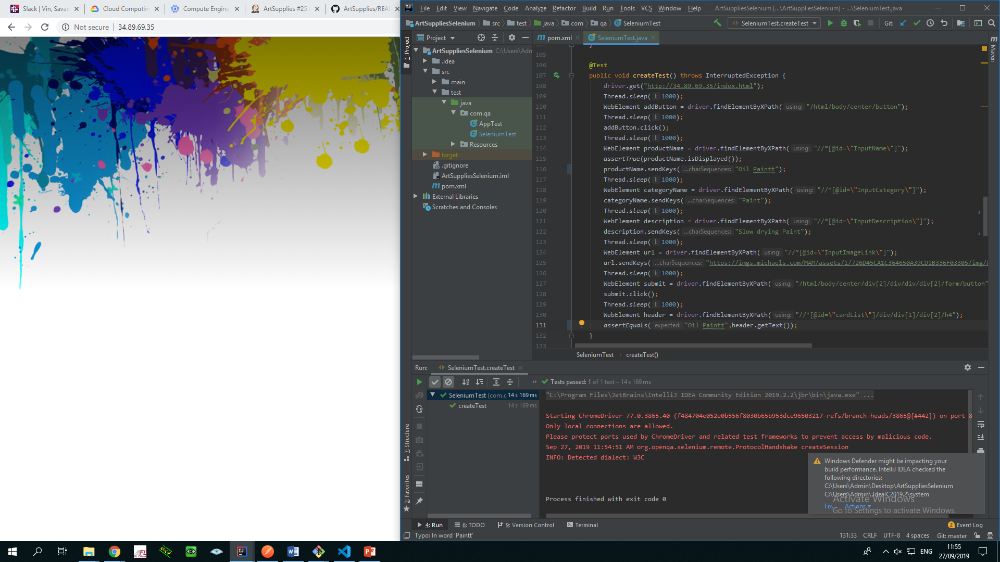 Slack | Vin, Savan
Cloud Computin
Compute Engine
ArtSupplies #25
ArtSupplies/REA
Not secure
34.89.69.35
File Edit View Navigate Code Analyze Refactor Build Run Tools VCS Window Help
ArtSuppliesSelenium [...\ArtSuppliesSelenium] - ...\SeleniumTest.java
ArtSuppliesSelenium src test java com qa SeleniumTest
SeleniumTest.createTest
Git:
1: Project
Project
pom.xml
SeleniumTest.java
Maven
ArtSuppliesSelenium C:\Users\Adm
.idea
src
main
test
java
com.qa
AppTest
SeleniumTest
Resources
target
.gitignore
ArtSuppliesSelenium.iml
pom.xml
External Libraries
Scratches and Consoles
104 }
105
106 @Test
107 public void createTest() throws InterruptedException {
108 driver.get("http://34.89.69.35/index.html");
109 Thread.sleep( l: 1000);
110 WebElement addButton = driver.findElementByXPath( using: "/html/body/center/button");
111 Thread.sleep( l: 1000);
112 addButton.click();
113 Thread.sleep( l: 1000);
114 WebElement productName = driver.findElementByXPath( using: "//*[@id=\"InputName\"]");
115 assertTrue(productName.isDisplayed());
116 productName.sendKeys( ...charSequences: "Oil Paintt");
117 Thread.sleep( l: 1000);
118 WebElement categoryName = driver.findElementByXPath( using: "//*[@id=\"InputCategory\"]");
119 categoryName.sendKeys( ...charSequences: "Paint");
120 Thread.sleep( l: 1000);
121 WebElement description = driver.findElementByXPath( using: "//*[@id=\"InputDescription\"]");
122 description.sendKeys( ...charSequences: "Slow drying Paint");
123 Thread.sleep( l: 1000);
124 WebElement url = driver.findElementByXPath( using: "//*[@id=\"InputImageLink\"]");
125 url.sendKeys( ...charSequences: "https://imgs.michaels.com/MAM/assets/1/726D45CA1C364650A39CD1B336F03305/img/8
126 Thread.sleep( l: 1000);
127 WebElement submit = driver.findElementByXPath( using: "/html/body/center/div[2]/div/div/div[2]/form/button"
128 submit.click();
129 Thread.sleep( l: 1000);
130 WebElement header = driver.findElementByXPath( using: "//*[@id=\"cardList\"]/div/div[1]/div[2]/h4");
131 assertEquals( expected: "Oil Paintt",header.getText());
132 }
133
SeleniumTest createTest()
Run: SeleniumTest.createTest
Tests passed: 1 of 1 test – 14 s 169 ms
SeleniumTest (com.q 14 s 169 ms
createTest 14 s 169 ms
"C:\Program Files\JetBrains\IntelliJ IDEA Community Edition 2019.2.2\jbr\bin\java.exe" ...
Starting ChromeDriver 77.0.3865.40 (f484704e052e0b556f8030b65b953dce96503217-refs/branch-heads/3865@{#442}) on port 8
Only local connections are allowed.
Please protect ports used by ChromeDriver and related test frameworks to prevent access by malicious code.
Sep 27, 2019 11:54:51 AM org.openqa.selenium.remote.ProtocolHandshake createSession
INFO: Detected dialect: W3C
Process finished with exit code 0
7: Structure
2: Favorites
Windows Defender might be impacting your
build performance. IntelliJ IDEA checked the
following directories:
C:\Users\Admin\Desktop\ArtSuppliesSelenium
C:\Users\Admin\.IdeaIC2019.2\system
Fix... Actions
Activate Windows
Go to Settings to activate Windows.
4: Run 6: TODO 9: Version Control Terminal
2 Event Log
Typo: In word 'Paintt'
131:33 CRLF UTF-8 4 spaces Git: master
ENG
11:55
27/09/2019